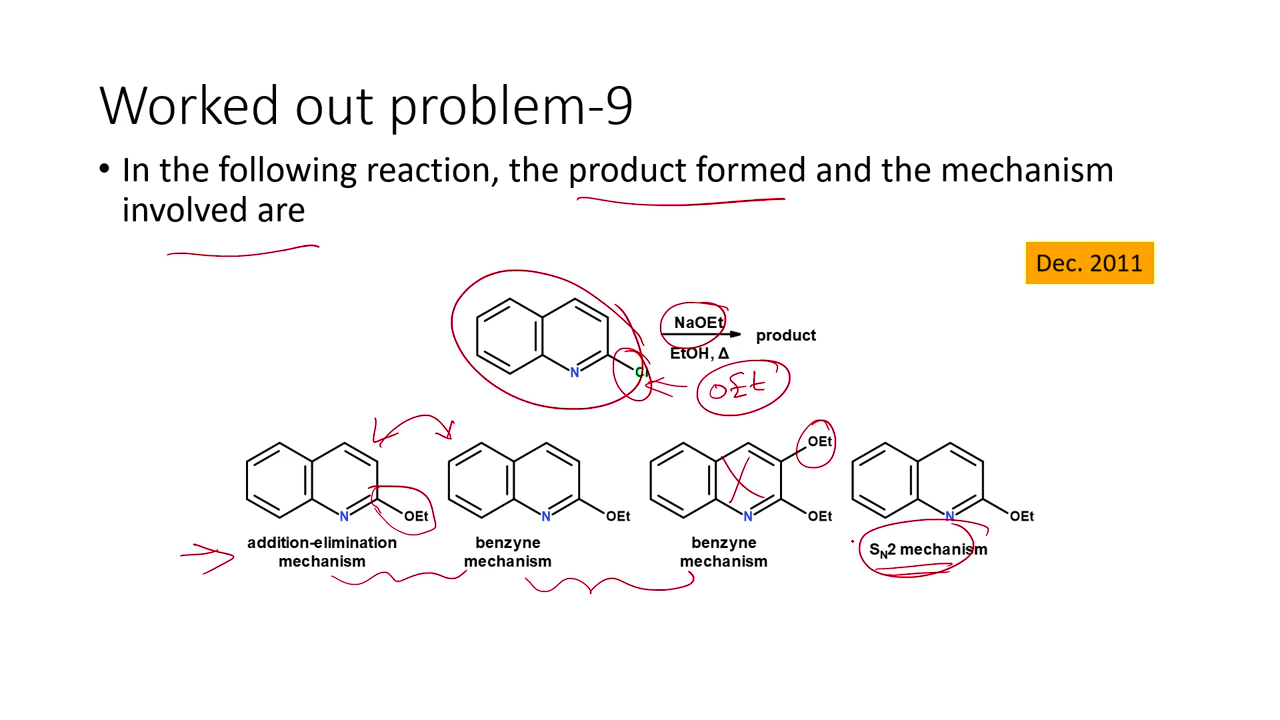 Worked out problem-9
• In the following reaction, the product formed and the mechanism
involved are
Dec. 2011
NaOEt
product
EtOH, Δ
N
Cl
OEt
OEt
N
OEt
N
OEt
N
OEt
N
OEt
addition-elimination
mechanism
benzyne
mechanism
benzyne
mechanism
SN2 mechanism